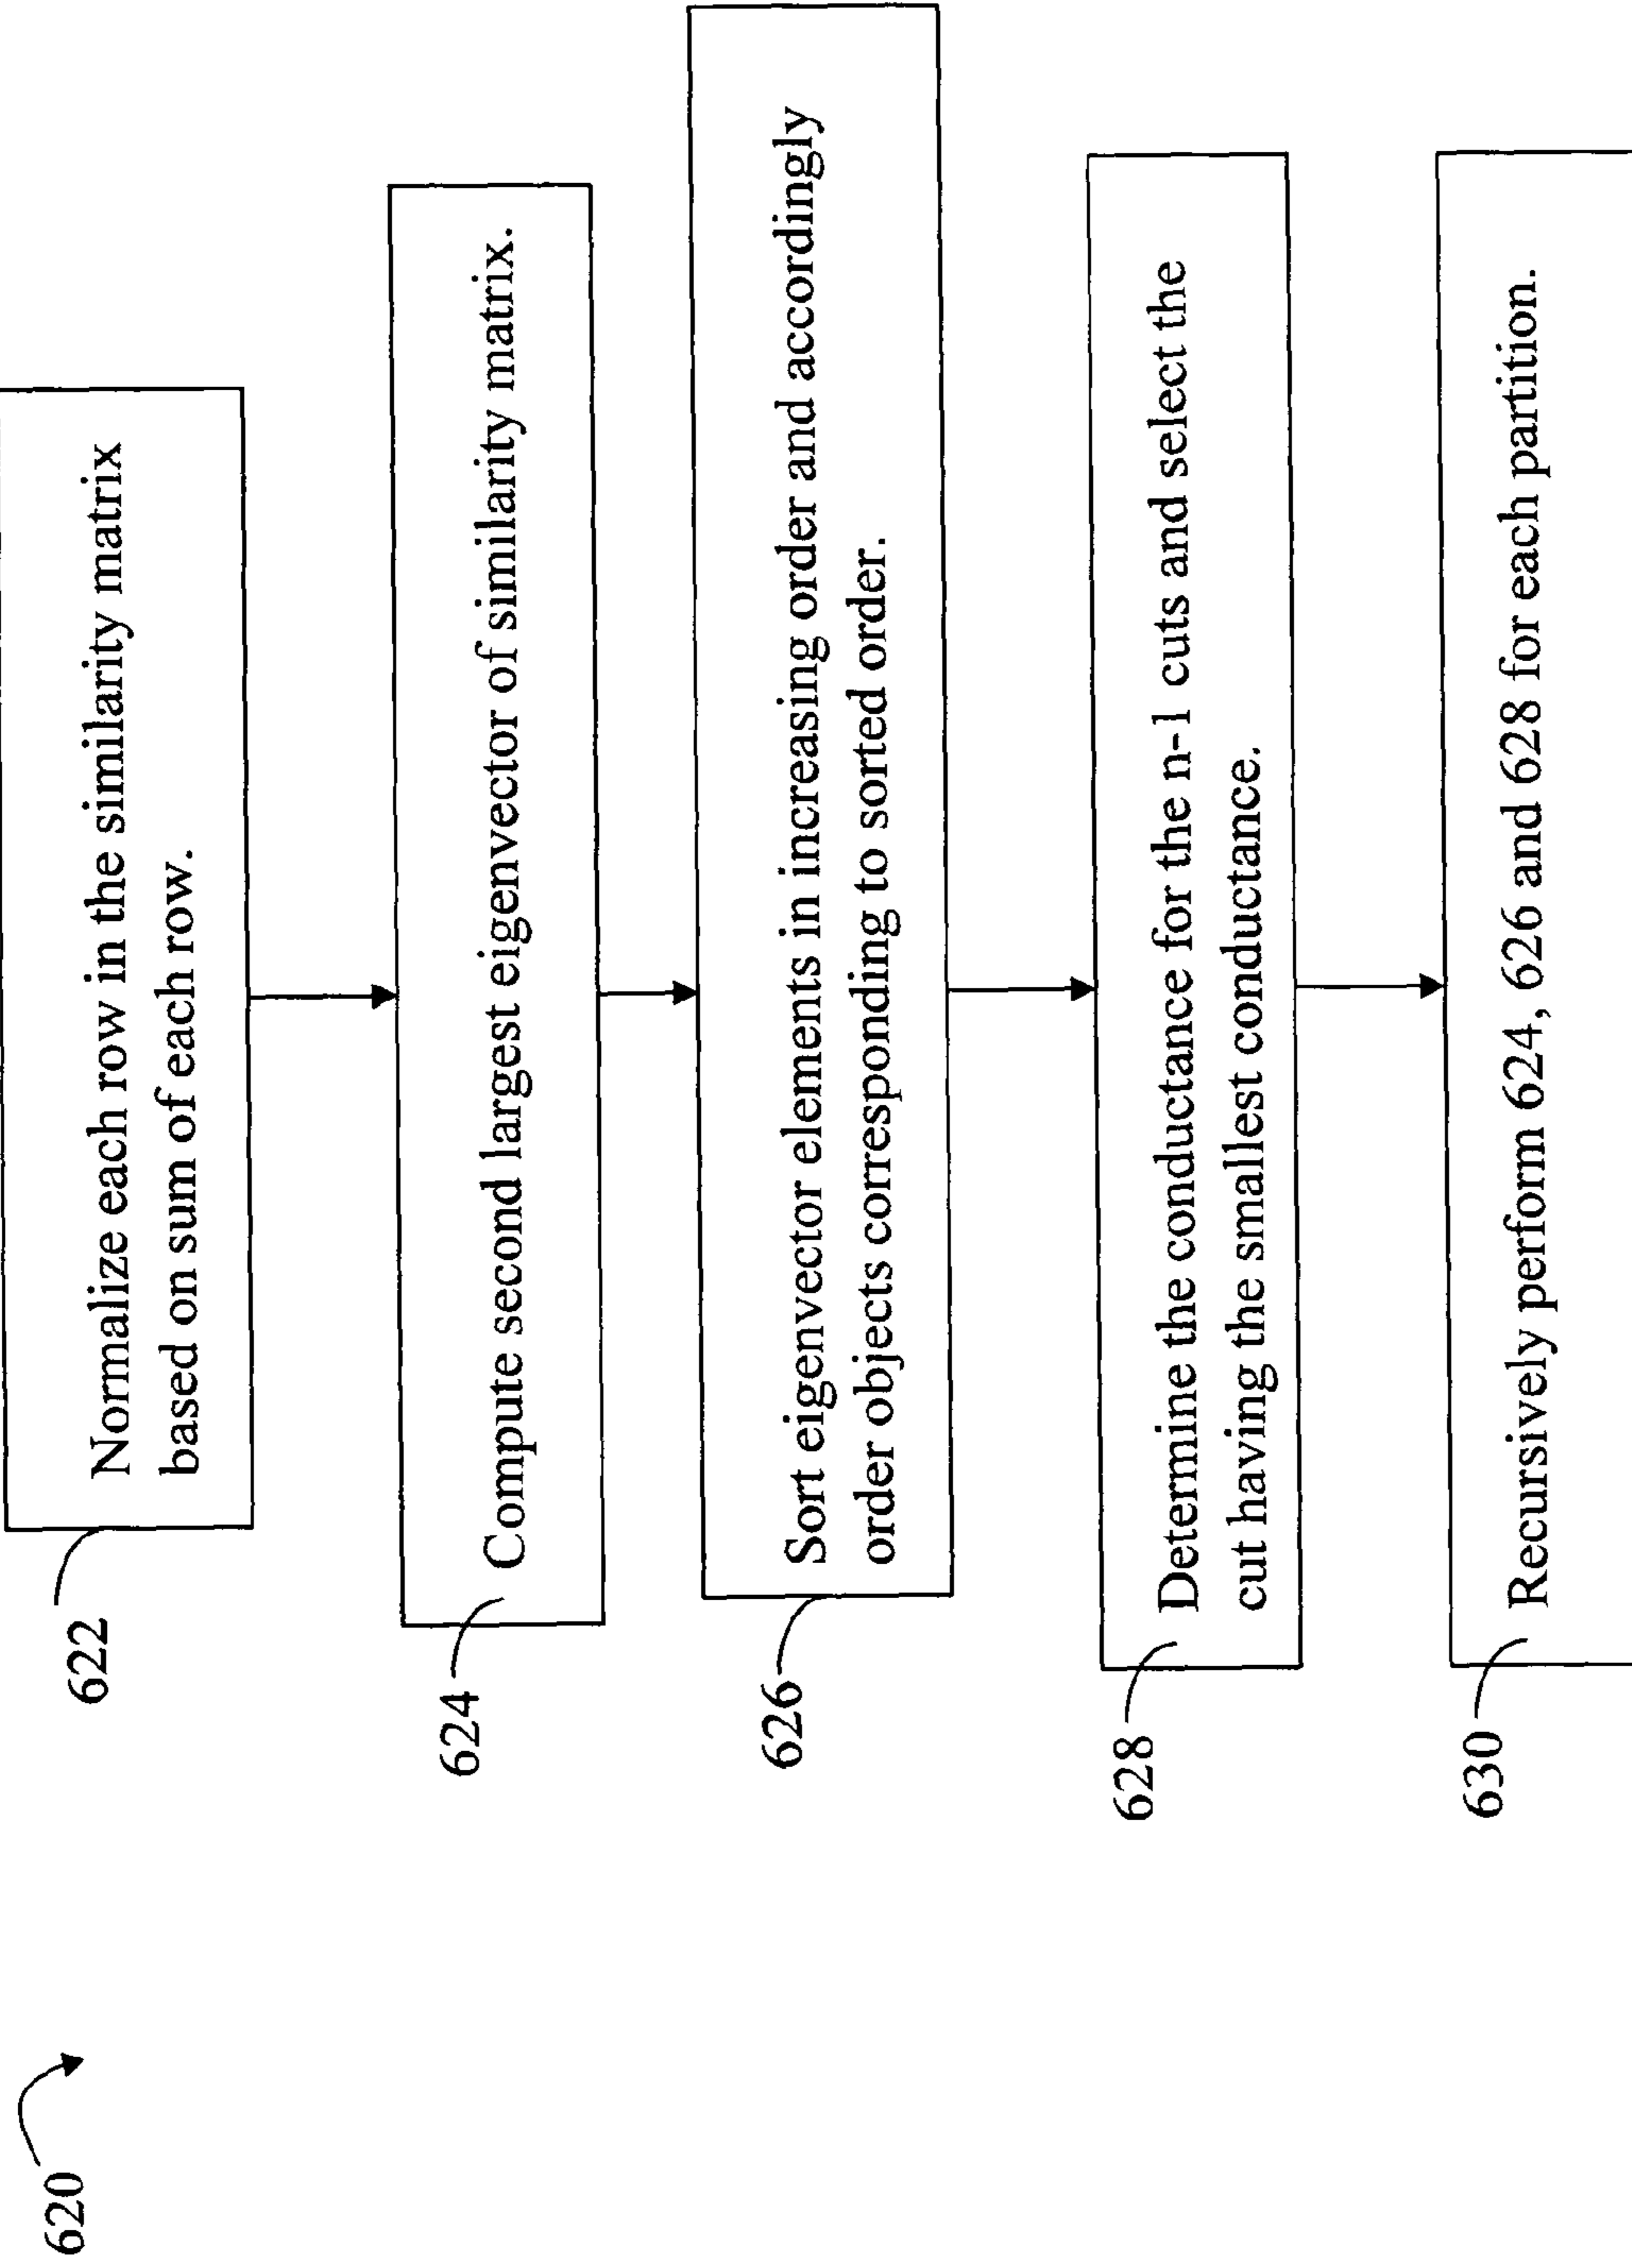 620
622
Normalize each row in the similarity matrix
based on sum of each row.
624
Compute second largest eigenvector of similarity matrix.
626
Sort eigenvector elements in increasing order and accordingly
order objects corresponding to sorted order.
628
Determine the conductance for the n-1 cuts and select the
cut having the smallest conductance.
630
Recursively perform 624, 626 and 628 for each partition.